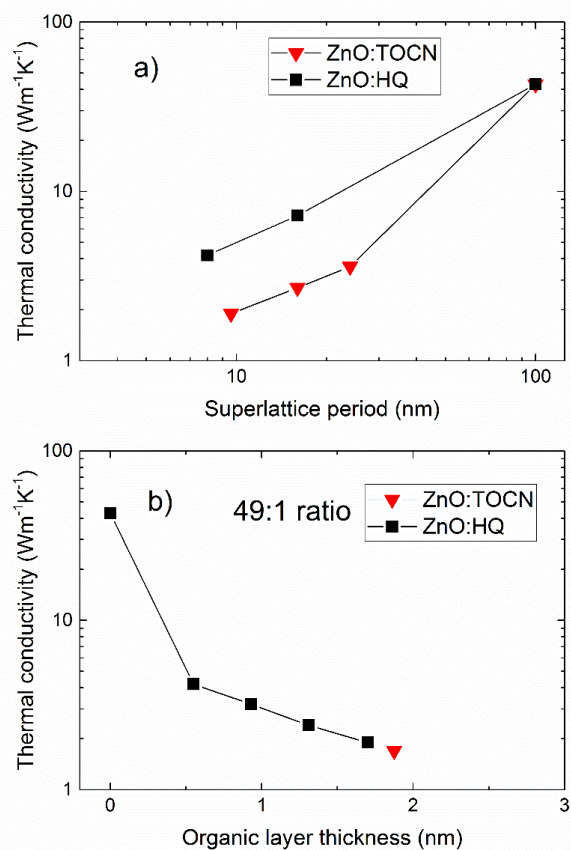 a)
ZnO:TOCN
ZnO:HQ
Thermal conductivity (Wm⁻¹K⁻¹)
100
10
1
10
100
Superlattice period (nm)
b)
49:1 ratio
ZnO:TOCN
ZnO:HQ
Thermal conductivity (Wm⁻¹K⁻¹)
100
10
1
0
1
2
3
Organic layer thickness (nm)